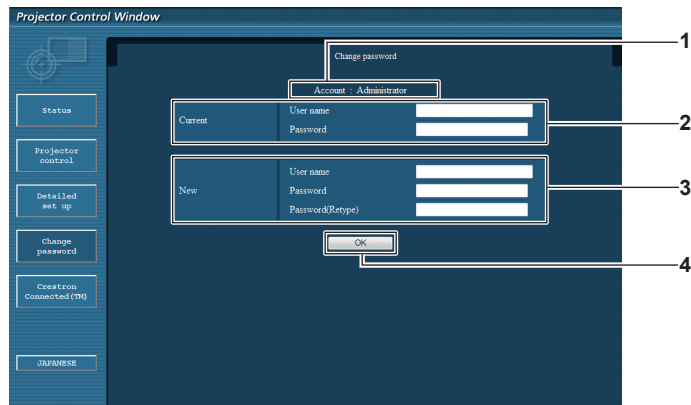 Projector Control Window
Change password
1
Account : Administrator
Current
User name
Password
2
New
User name
Password
Password(Retype)
3
OK
4
Status
Projector
control
Detailed
set up
Change
password
Crestron
Connected(TM)
JAPANESE